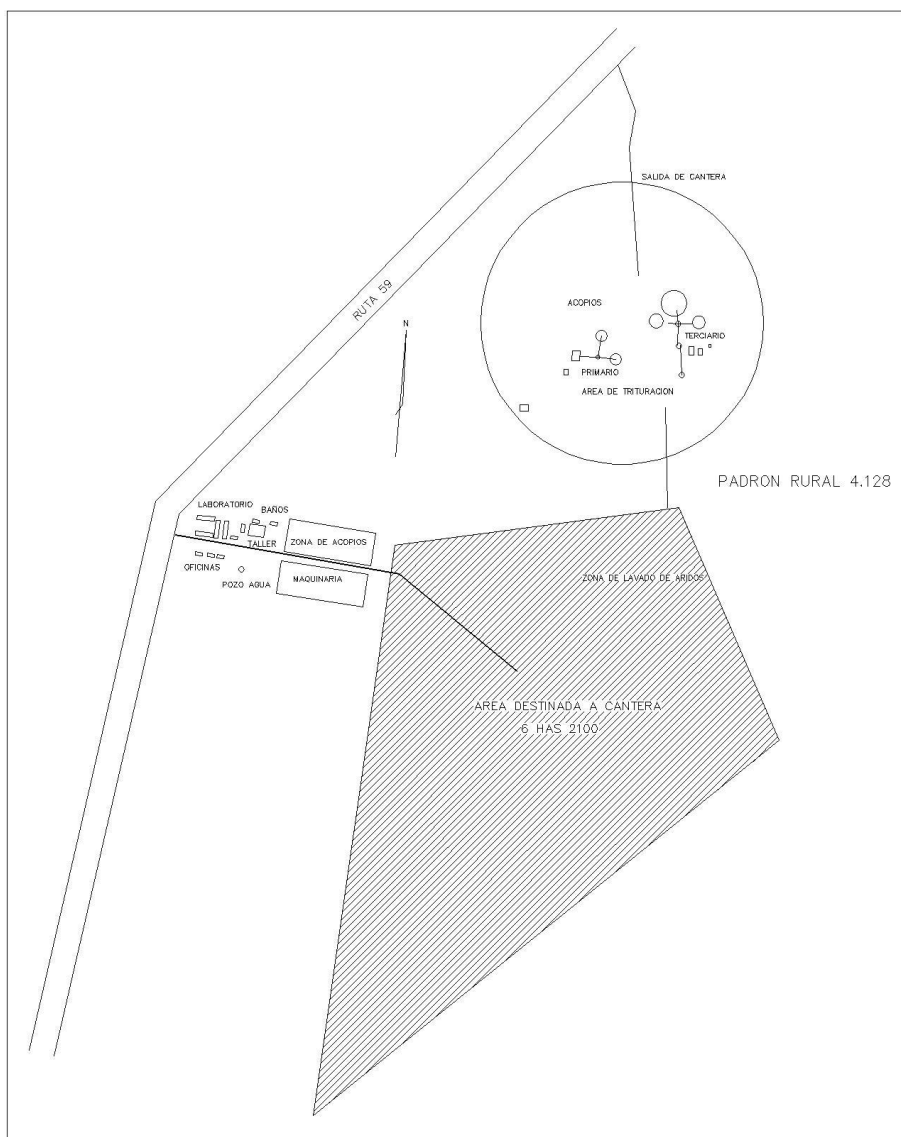 SALIDA DE CANTERA
RUTA 59
ACOPIOS
N
TERCIARIO
PRIMARIO
AREA DE TRITURACION
PADRON RURAL 4.128
LABORATORIO
BAÑOS
TALLER
ZONA DE ACOPIOS
OFICINAS
POZO AGUA
MAQUINARIA
ZONA DE LAVADO DE ARIDOS
AREA DESTINADA A CANTERA
6 HAS 2100